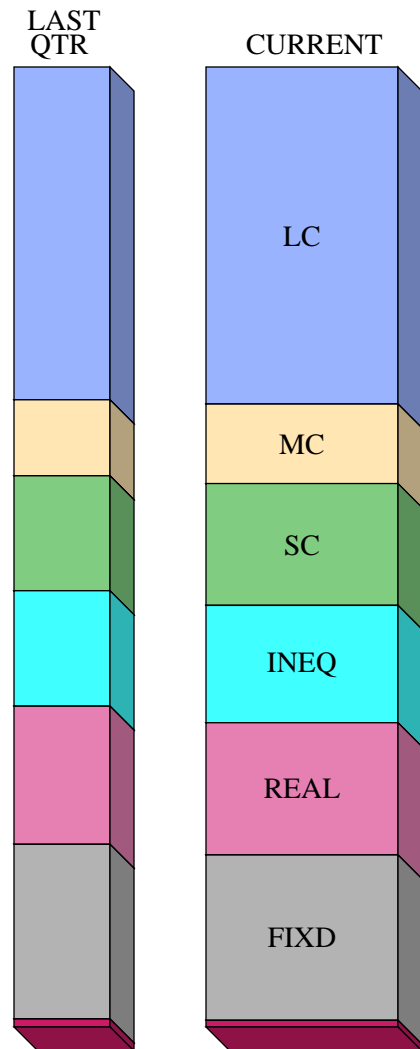 LAST
QTR
CURRENT
LC
MC
SC
INEQ
REAL
FIXD